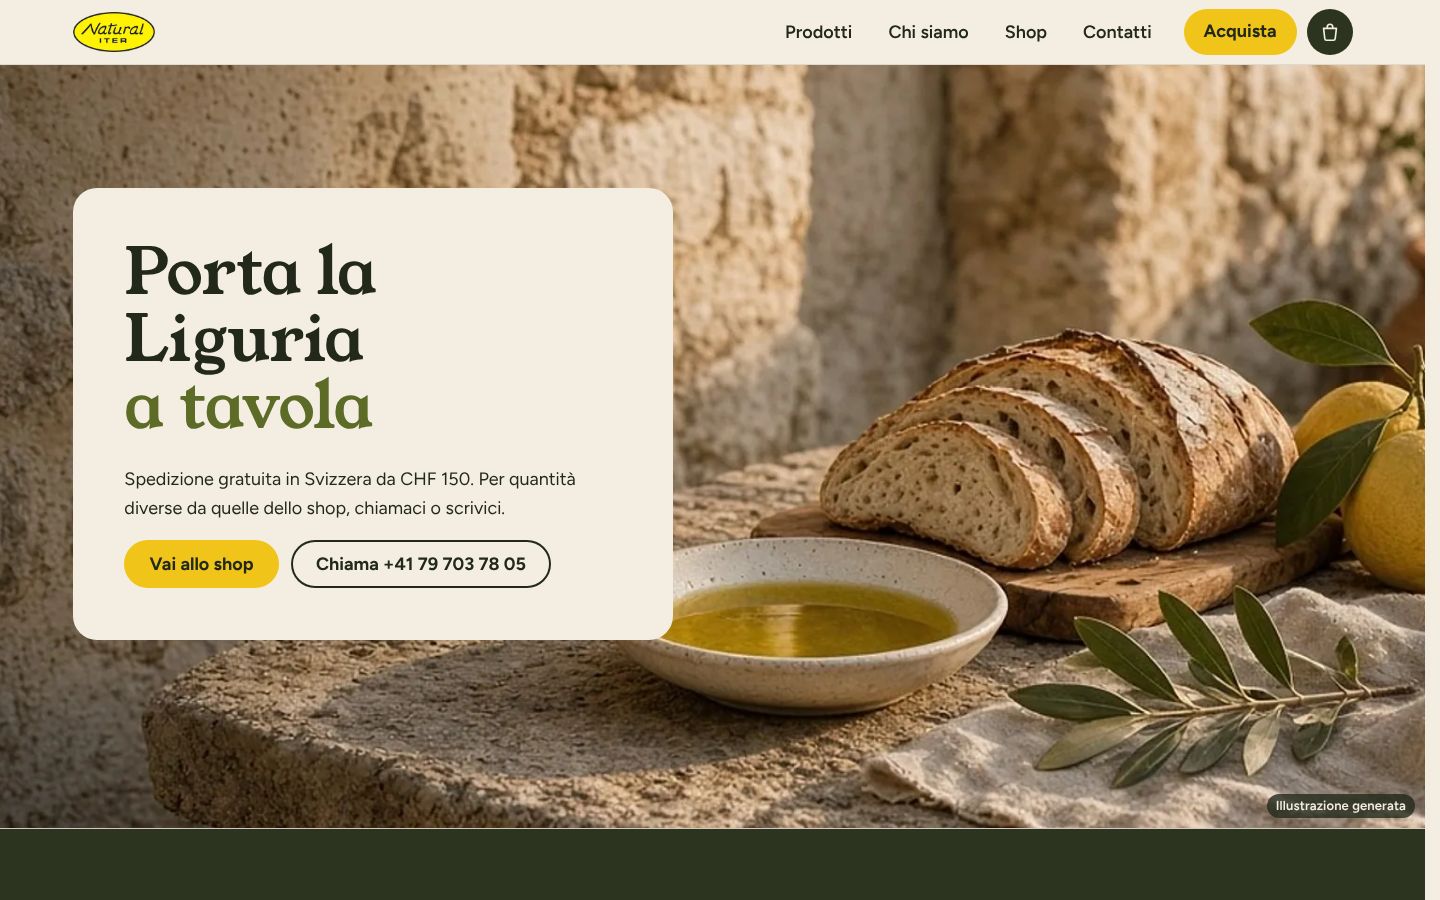 Natural
ITER
Prodotti
Chi siamo
Shop
Contatti
Acquista
Porta la
Liguria
a tavola
Spedizione gratuita in Svizzera da CHF 150. Per quantità
diverse da quelle dello shop, chiamaci o scrivici.
Vai allo shop
Chiama +41 79 703 78 05
Illustrazione generata